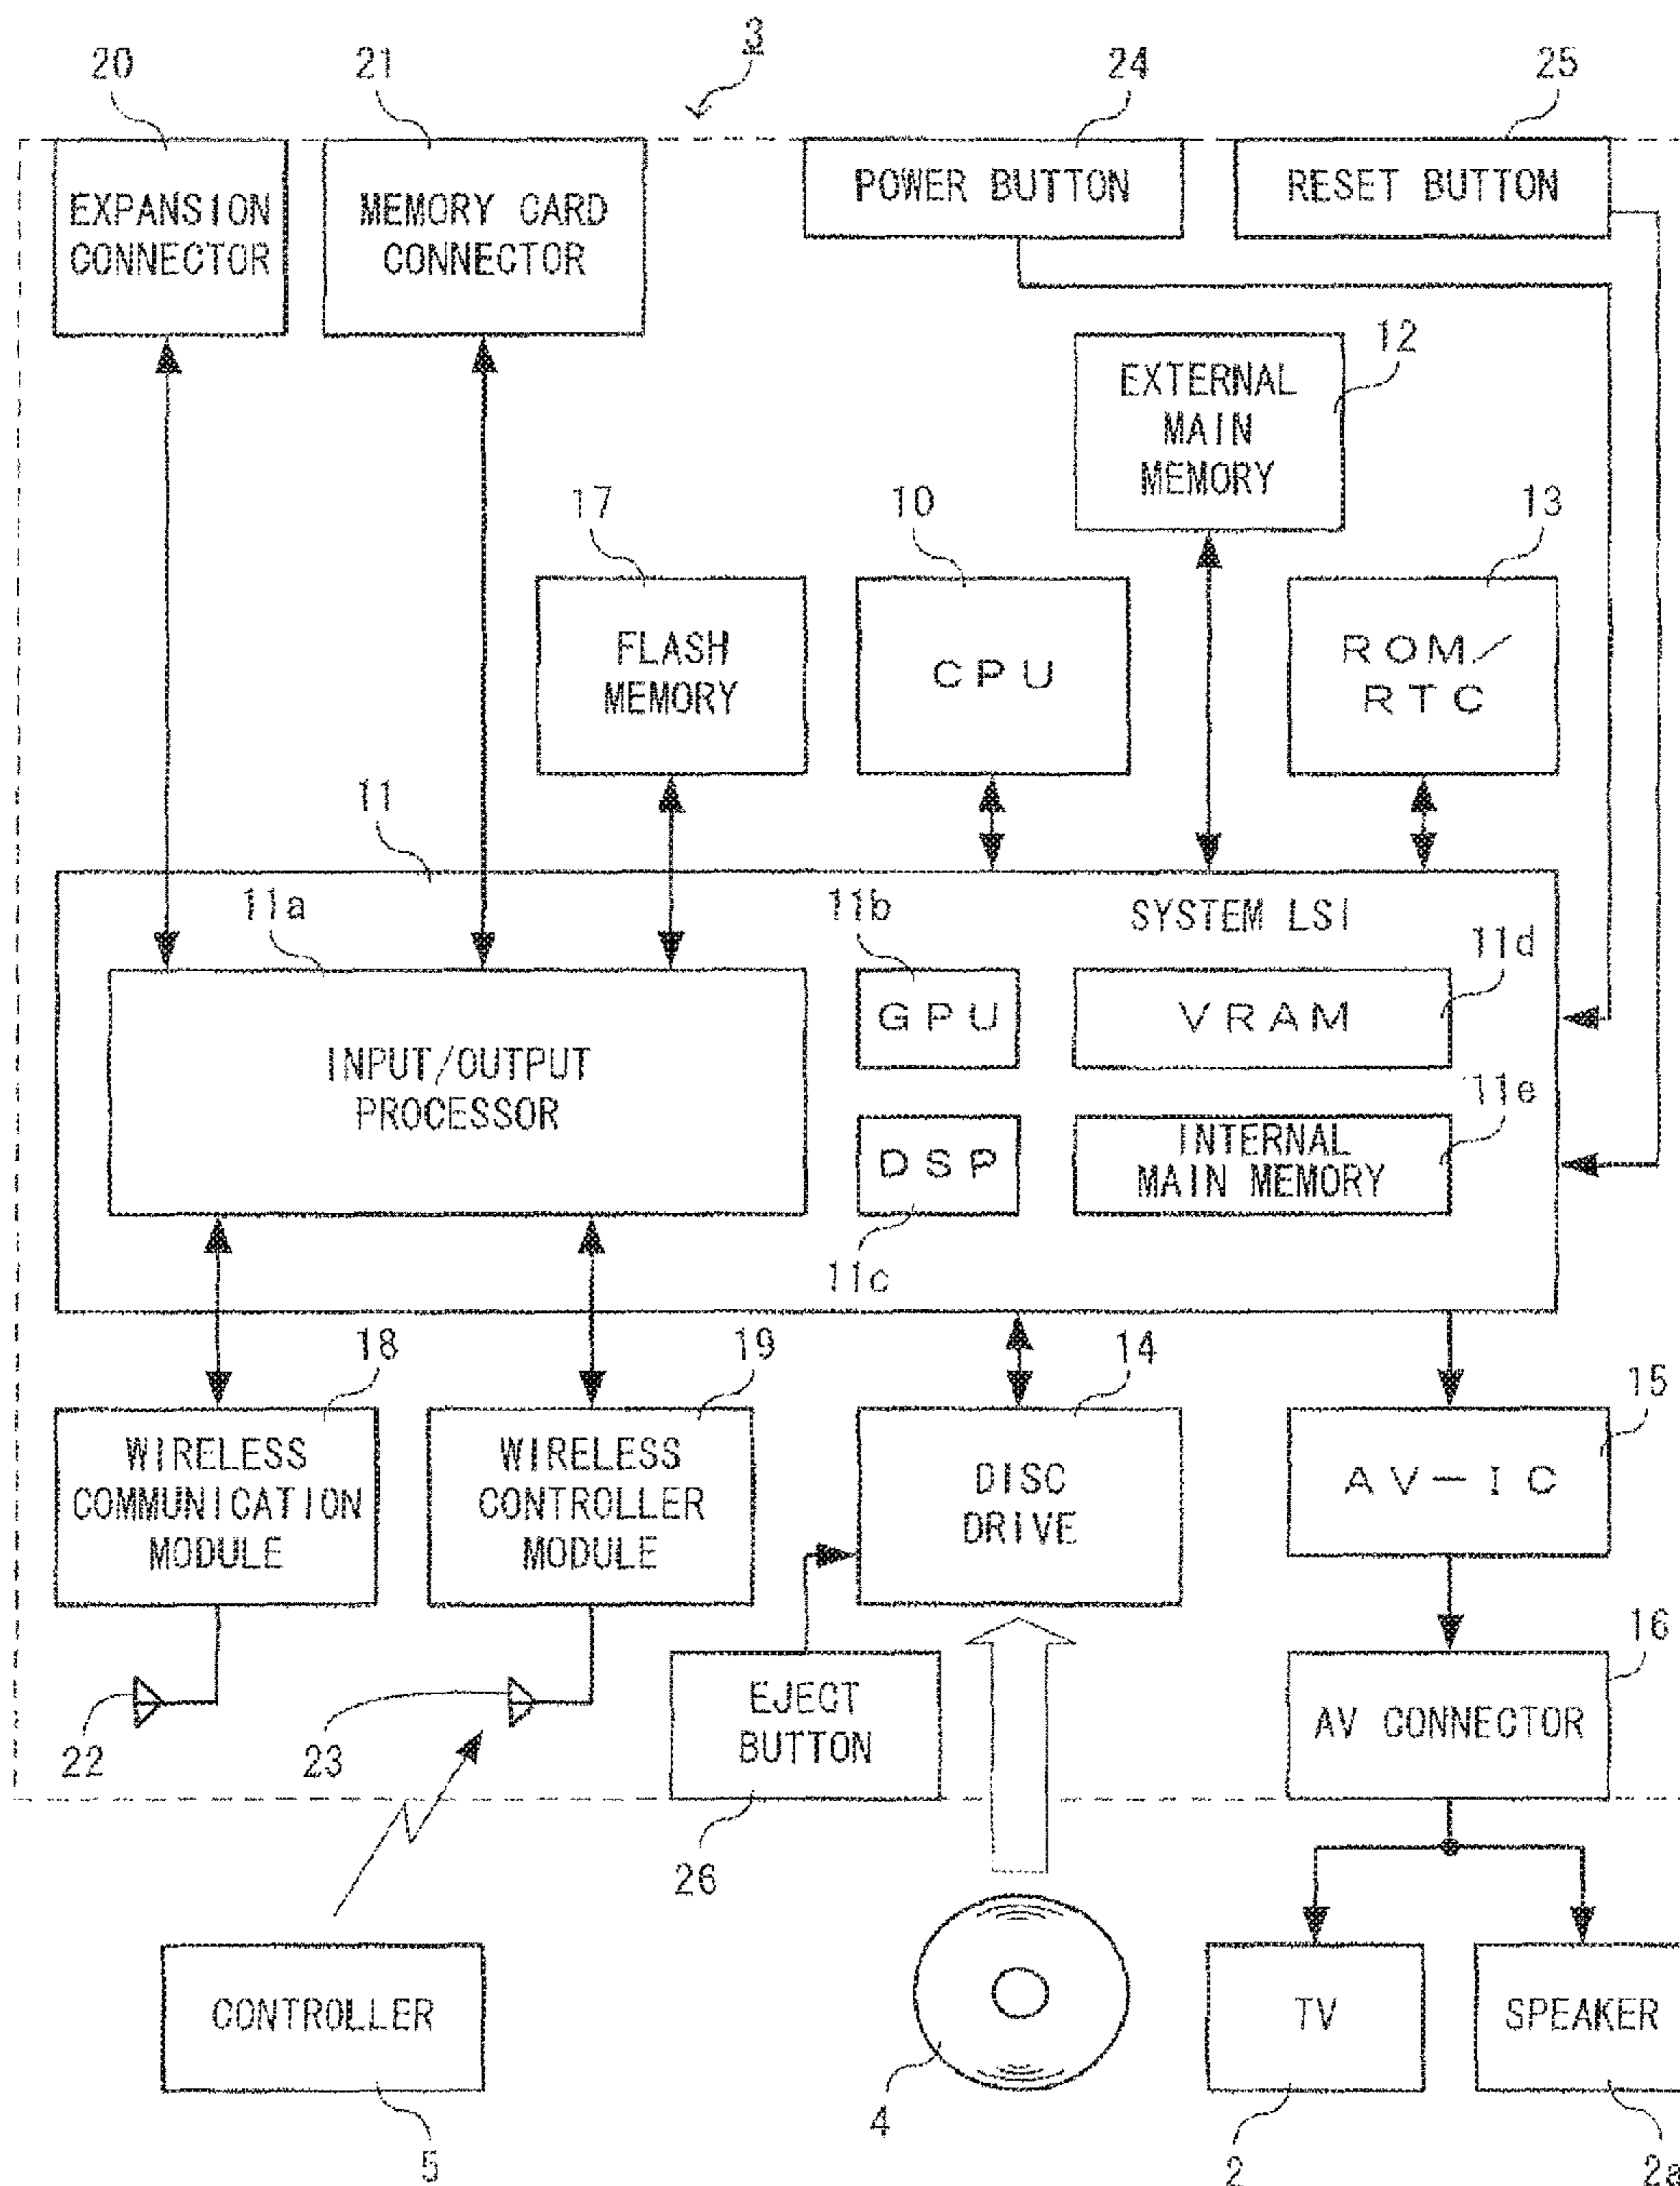 3
20
21
24
25
EXPANSION
CONNECTOR
MEMORY CARD
CONNECTOR
POWER BUTTON
RESET BUTTON
12
EXTERNAL
MAIN
MEMORY
17
10
13
FLASH
MEMORY
CPU
ROM/
RTC
11
11a
11b
SYSTEM LSI
11d
GPU
VRAM
INPUT/OUTPUT
PROCESSOR
11e
DSP
INTERNAL
MAIN MEMORY
11c
18
19
14
15
WIRELESS
COMMUNICATION
MODULE
WIRELESS
CONTROLLER
MODULE
DISC
DRIVE
AV-IC
16
22
23
EJECT
BUTTON
AV CONNECTOR
26
CONTROLLER
TV
SPEAKER
5
4
2
2a